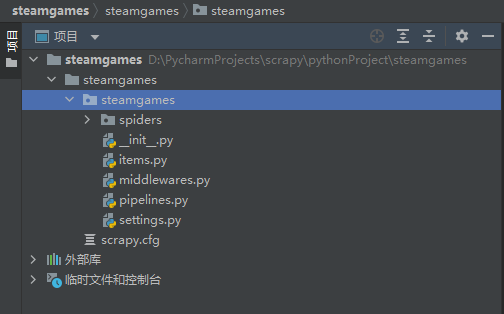 steamgames steamgames steamgames
项目
项目
steamgames D:\PycharmProjects\scrapy\pythonProject\steamgames
steamgames
steamgames
spiders
__init__.py
items.py
middlewares.py
pipelines.py
settings.py
scrapy.cfg
外部库
临时文件和控制台